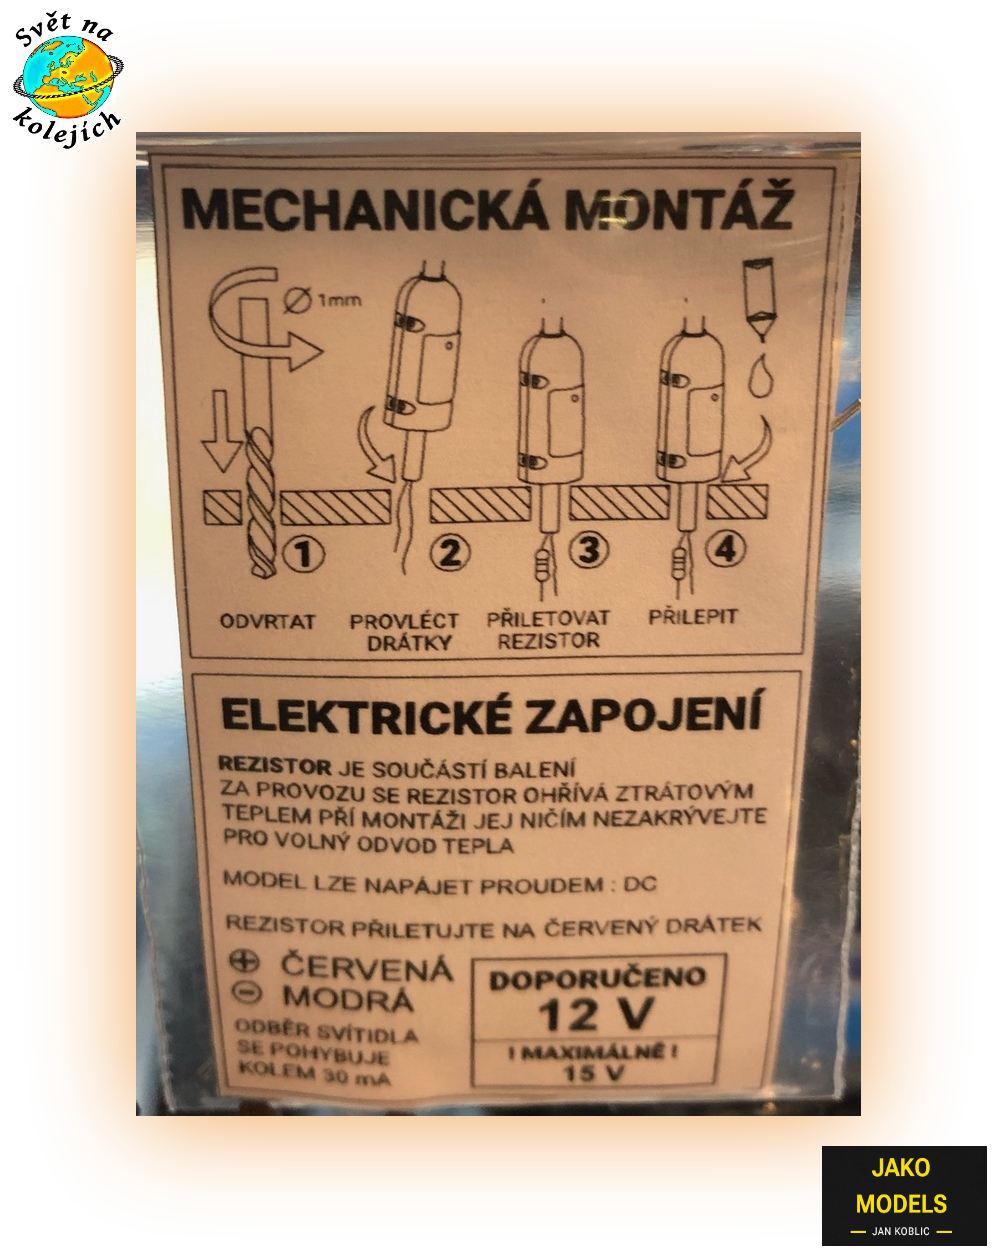 Svět na
kolejích
MECHANICKÁ MONTÁŽ
Ø 1mm
1
2
3
4
ODVRTAT
PROVLÉCT
DRÁTKY
PŘILETOVAT
REZISTOR
PŘILEPIT
ELEKTRICKÉ ZAPOJENÍ
REZISTOR JE SOUČÁSTÍ BALENÍ
ZA PROVOZU SE REZISTOR OHŘÍVÁ ZTRÁTOVÝM
TEPLEM PŘÍ MONTÁŽI JEJ NIČÍM NEZAKRÝVEJTE
PRO VOLNÝ ODVOD TEPLA
MODEL LZE NAPÁJET PROUDEM : DC
REZISTOR PŘILETUJTE NA ČERVENÝ DRÁTEK
+ ČERVENÁ
− MODRÁ
ODBĚR SVÍTIDLA
SE POHYBUJE
KOLEM 30 mA
DOPORUČENO
12 V
! MAXIMÁLNĚ !
15 V
JAKO
MODELS
JAN KOBLIC